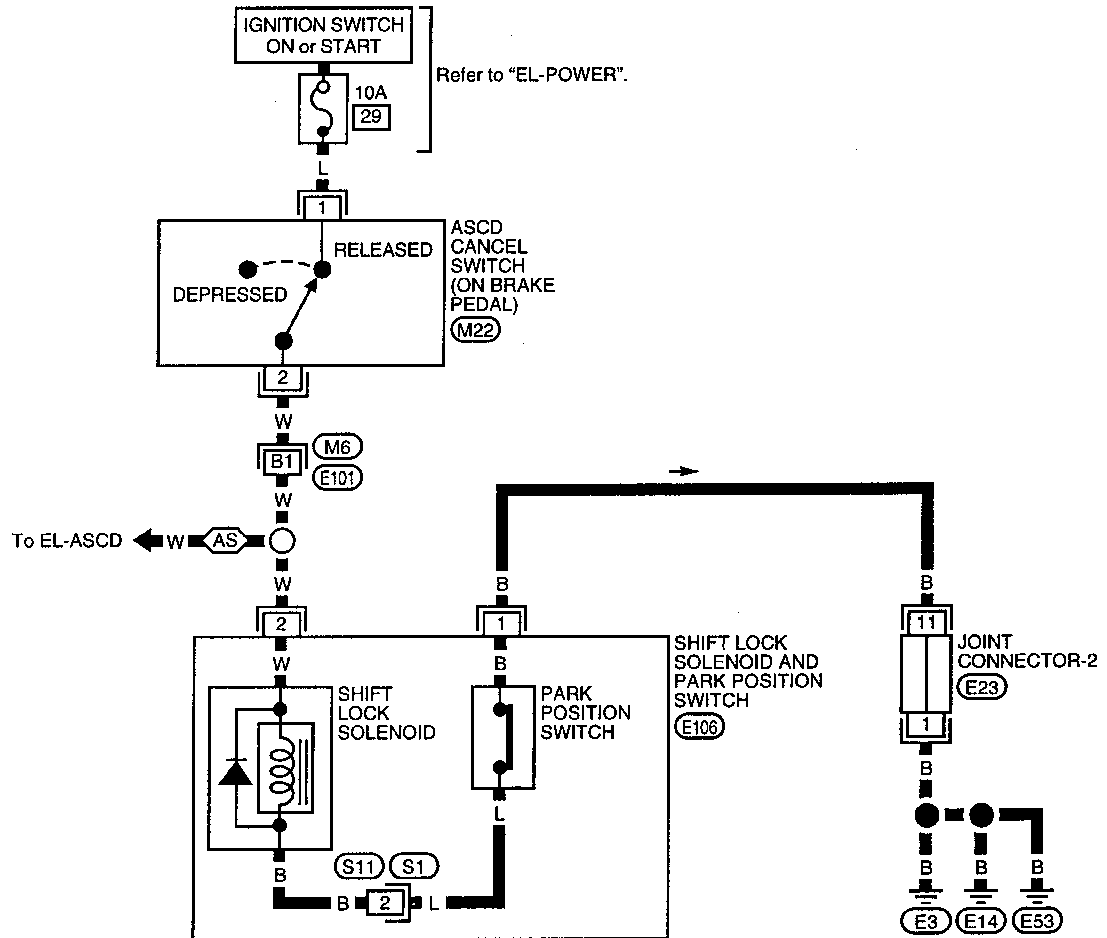 IGNITION SWITCH
ON or START
Refer to “EL-POWER”.
10A
29
L
1
RELEASED
DEPRESSED
ASCD
CANCEL
SWITCH
(ON BRAKE
PEDAL)
M22
2
W
B1
M6
E101
W
To EL-ASCD
W
AS
W
2
B
1
B
11
JOINT
CONNECTOR-2
E23
1
SHIFT LOCK
SOLENOID AND
PARK POSITION
SWITCH
E106
W
B
SHIFT
LOCK
SOLENOID
PARK
POSITION
SWITCH
B
L
B
S11
S1
B
2
L
B
B
B
E3
E14
E53